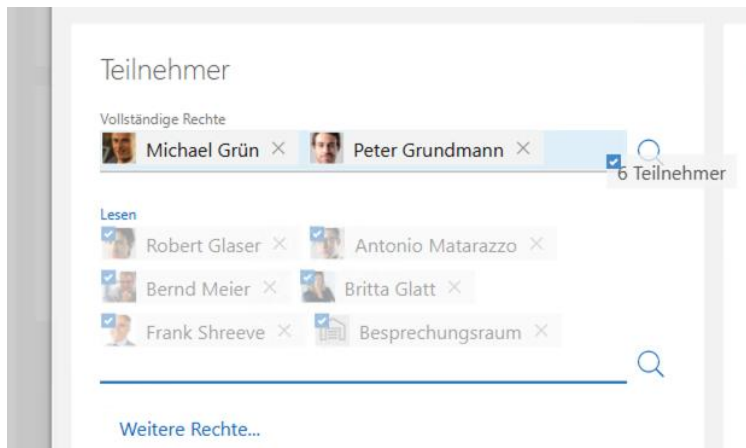 Teilnehmer
Vollständige Rechte
Michael Grün × Peter Grundmann ×
6 Teilnehmer
Lesen
Robert Glaser × Antonio Matarazzo ×
Bernd Meier × Britta Glatt ×
Frank Shreeve × Besprechungsraum ×
Weitere Rechte...